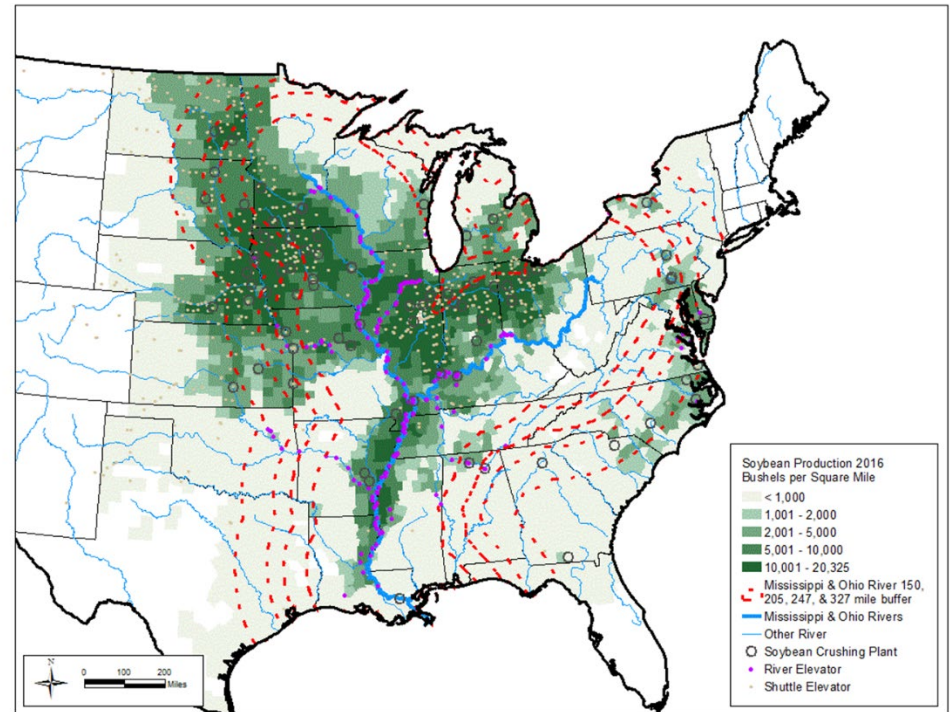 Soybean Production 2016
Bushels per Square Mile
< 1,000
1,001 - 2,000
2,001 - 5,000
5,001 - 10,000
10,001 - 20,325
Mississippi & Ohio River 150,
205, 247, & 327 mile buffer
Mississippi & Ohio Rivers
Other River
Soybean Crushing Plant
River Elevator
Shuttle Elevator
N
0 100 200
Miles